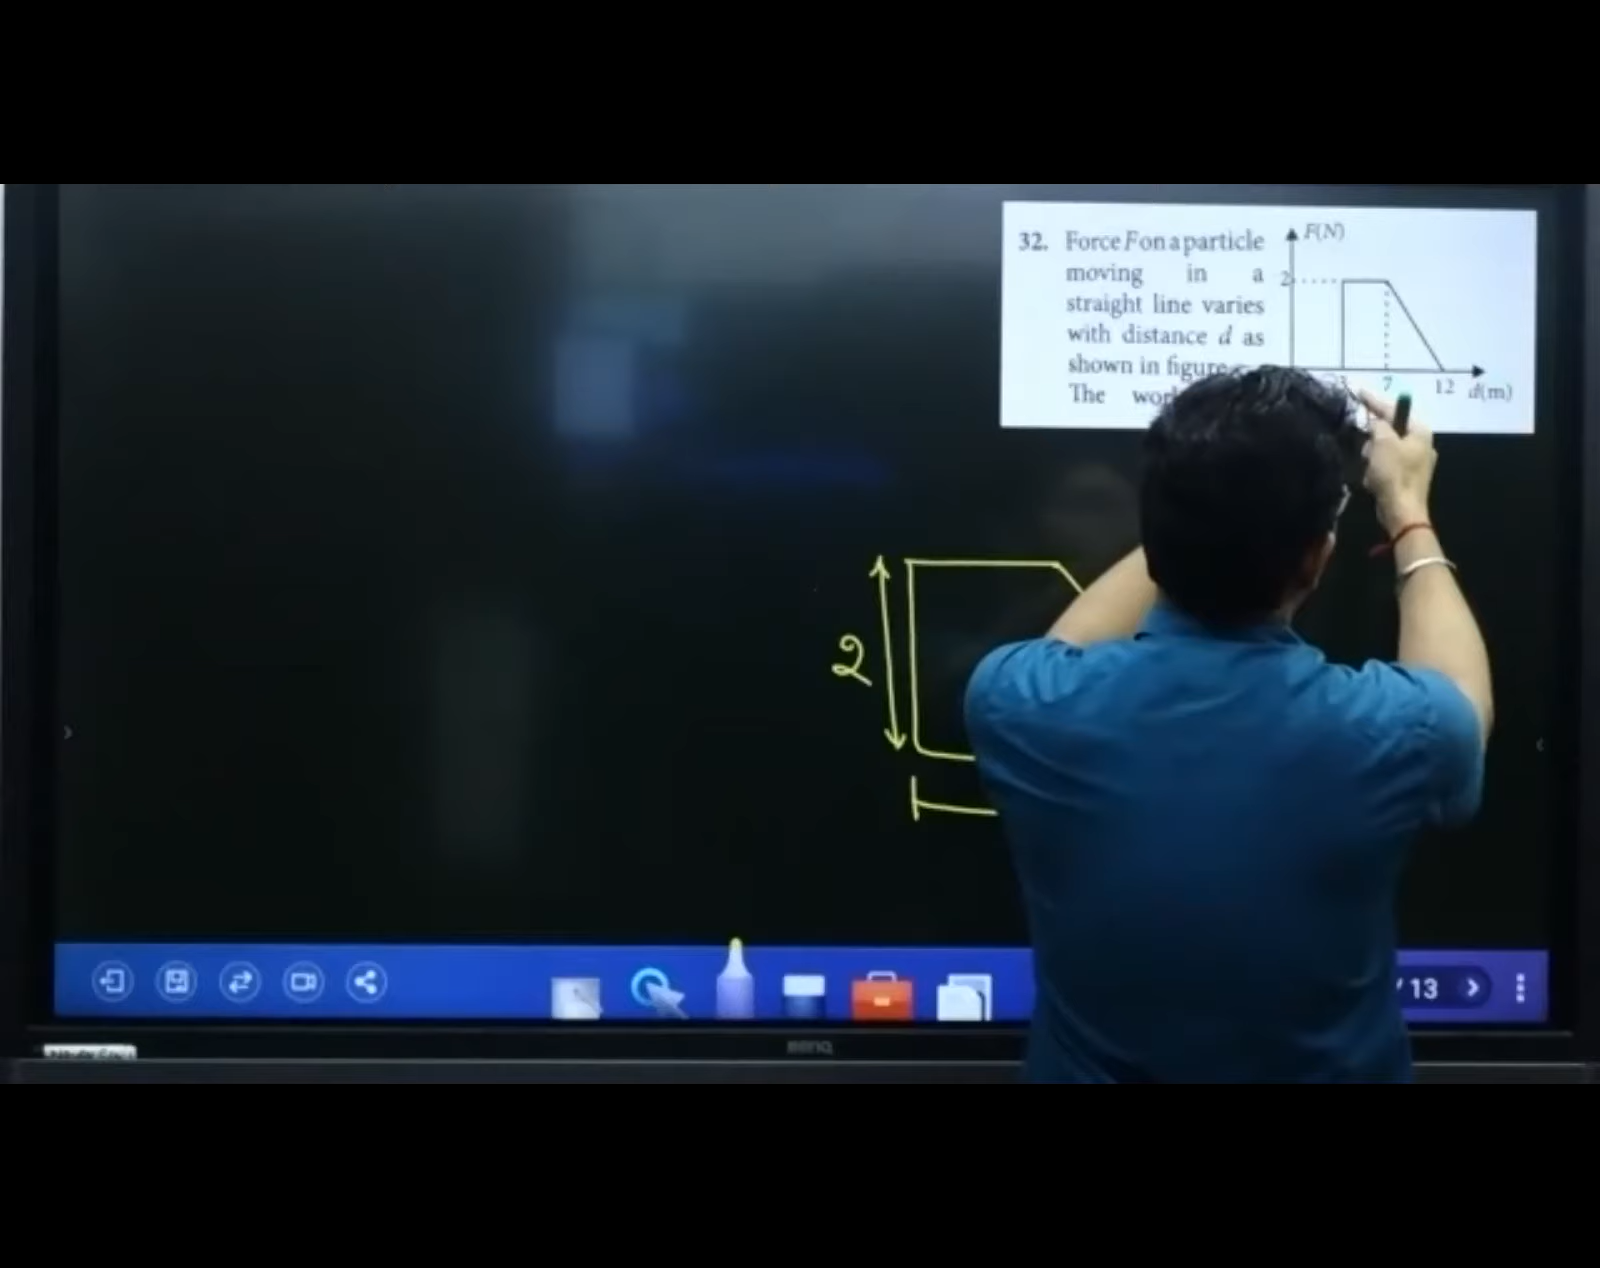 32. Force F on a particle
moving in a
straight line varies
with distance d as
shown in figure
The
F(N)
2
7 12 d(m)
2
/ 13
BENQ